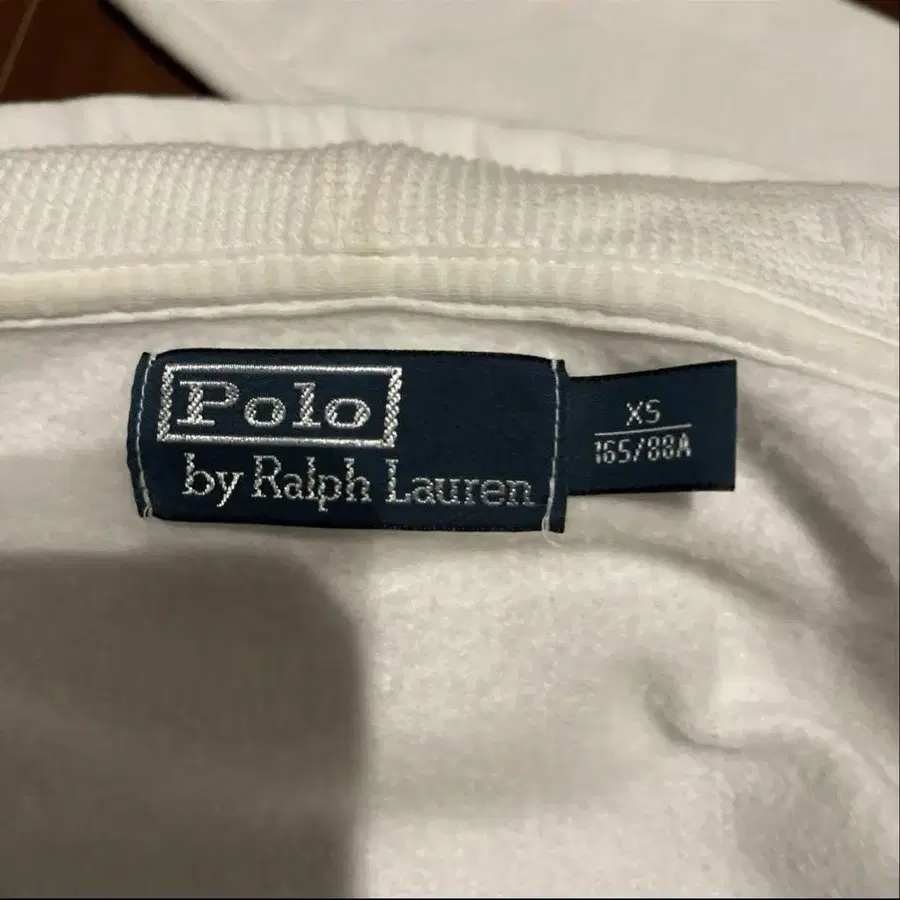 Polo
by Ralph Lauren
XS
165/88A